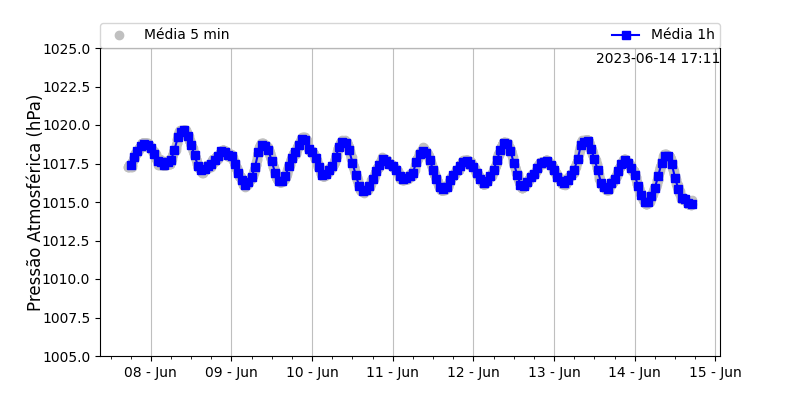 Média 5 min
Média 1h
2023-06-14 17:11
Pressão Atmosférica (hPa)
1025.0
1022.5
1020.0
1017.5
1015.0
1012.5
1010.0
1007.5
1005.0
08 - Jun
09 - Jun
10 - Jun
11 - Jun
12 - Jun
13 - Jun
14 - Jun
15 - Jun